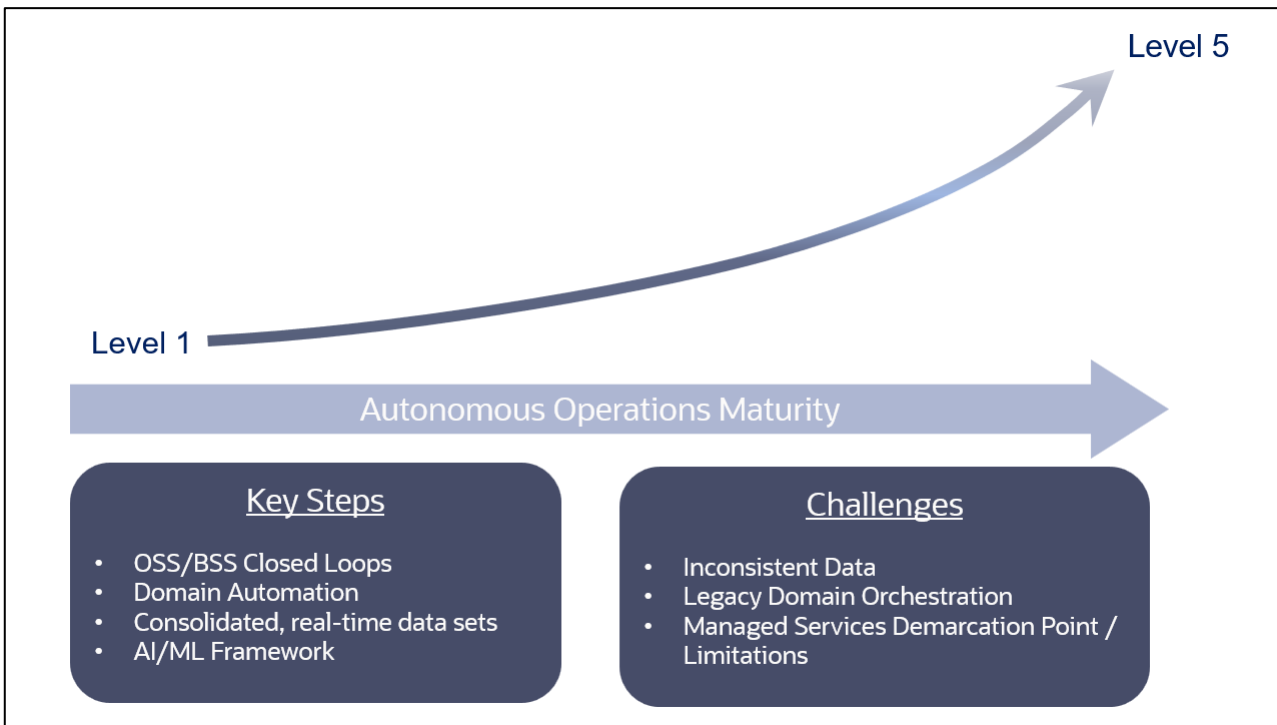 Level 5
Level 1
Autonomous Operations Maturity
Key Steps
• OSS/BSS Closed Loops
• Domain Automation
• Consolidated, real-time data sets
• AI/ML Framework
Challenges
• Inconsistent Data
• Legacy Domain Orchestration
• Managed Services Demarcation Point /
Limitations